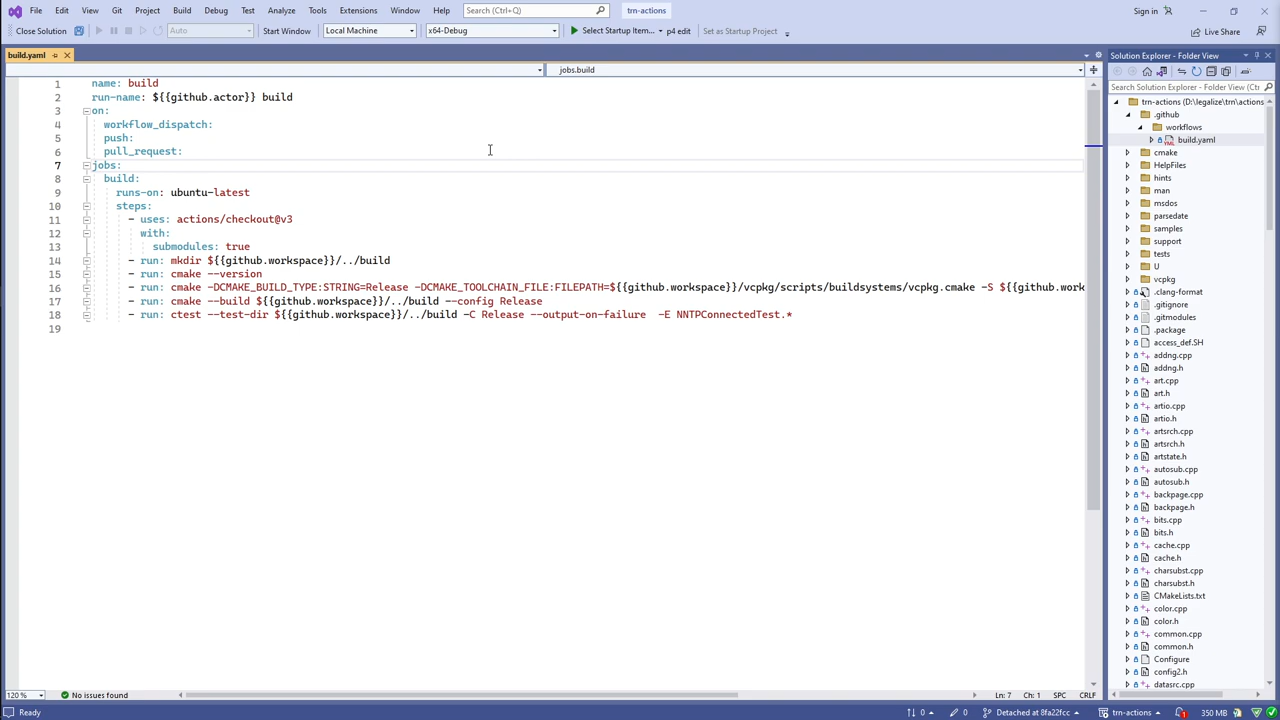 File Edit View Git Project Build Debug Test Analyze Tools Extensions Window Help Search (Ctrl+Q) trn-actions Sign in
Close Solution Auto Start Window Local Machine x64-Debug Select Startup Item... p4 edit Set as Startup Project Live Share
build.yaml
jobs.build
1 name: build
2 run-name: ${{github.actor}} build
3 on:
4 workflow_dispatch:
5 push:
6 pull_request:
7 jobs:
8 build:
9 runs-on: ubuntu-latest
10 steps:
11 - uses: actions/checkout@v3
12 with:
13 submodules: true
14 - run: mkdir ${{github.workspace}}/../build
15 - run: cmake --version
16 - run: cmake -DCMAKE_BUILD_TYPE:STRING=Release -DCMAKE_TOOLCHAIN_FILE:FILEPATH=${{github.workspace}}/vcpkg/scripts/buildsystems/vcpkg.cmake -S ${{github.work
17 - run: cmake --build ${{github.workspace}}/../build --config Release
18 - run: ctest --test-dir ${{github.workspace}}/../build -C Release --output-on-failure -E NNTPConnectedTest.*
19
Solution Explorer - Folder View
Search Solution Explorer - Folder View (Ctrl+
trn-actions (D:\legalize\trn\actions
.github
workflows
build.yaml
cmake
HelpFiles
hints
man
msdos
parsedate
samples
support
tests
U
vcpkg
.clang-format
.gitignore
.gitmodules
.package
access_def.SH
addng.cpp
addng.h
art.cpp
art.h
artio.cpp
artio.h
artsrch.cpp
artsrch.h
artstate.h
autosub.cpp
autosub.h
backpage.cpp
backpage.h
bits.cpp
bits.h
cache.cpp
cache.h
charsubst.cpp
charsubst.h
CMakeLists.txt
color.cpp
color.h
common.cpp
common.h
Configure
config2.h
datasrc.cpp
120 % No issues found Ln: 7 Ch: 1 SPC CRLF
Ready 0 0 Detached at 8fa22fcc trn-actions 1 350 MB